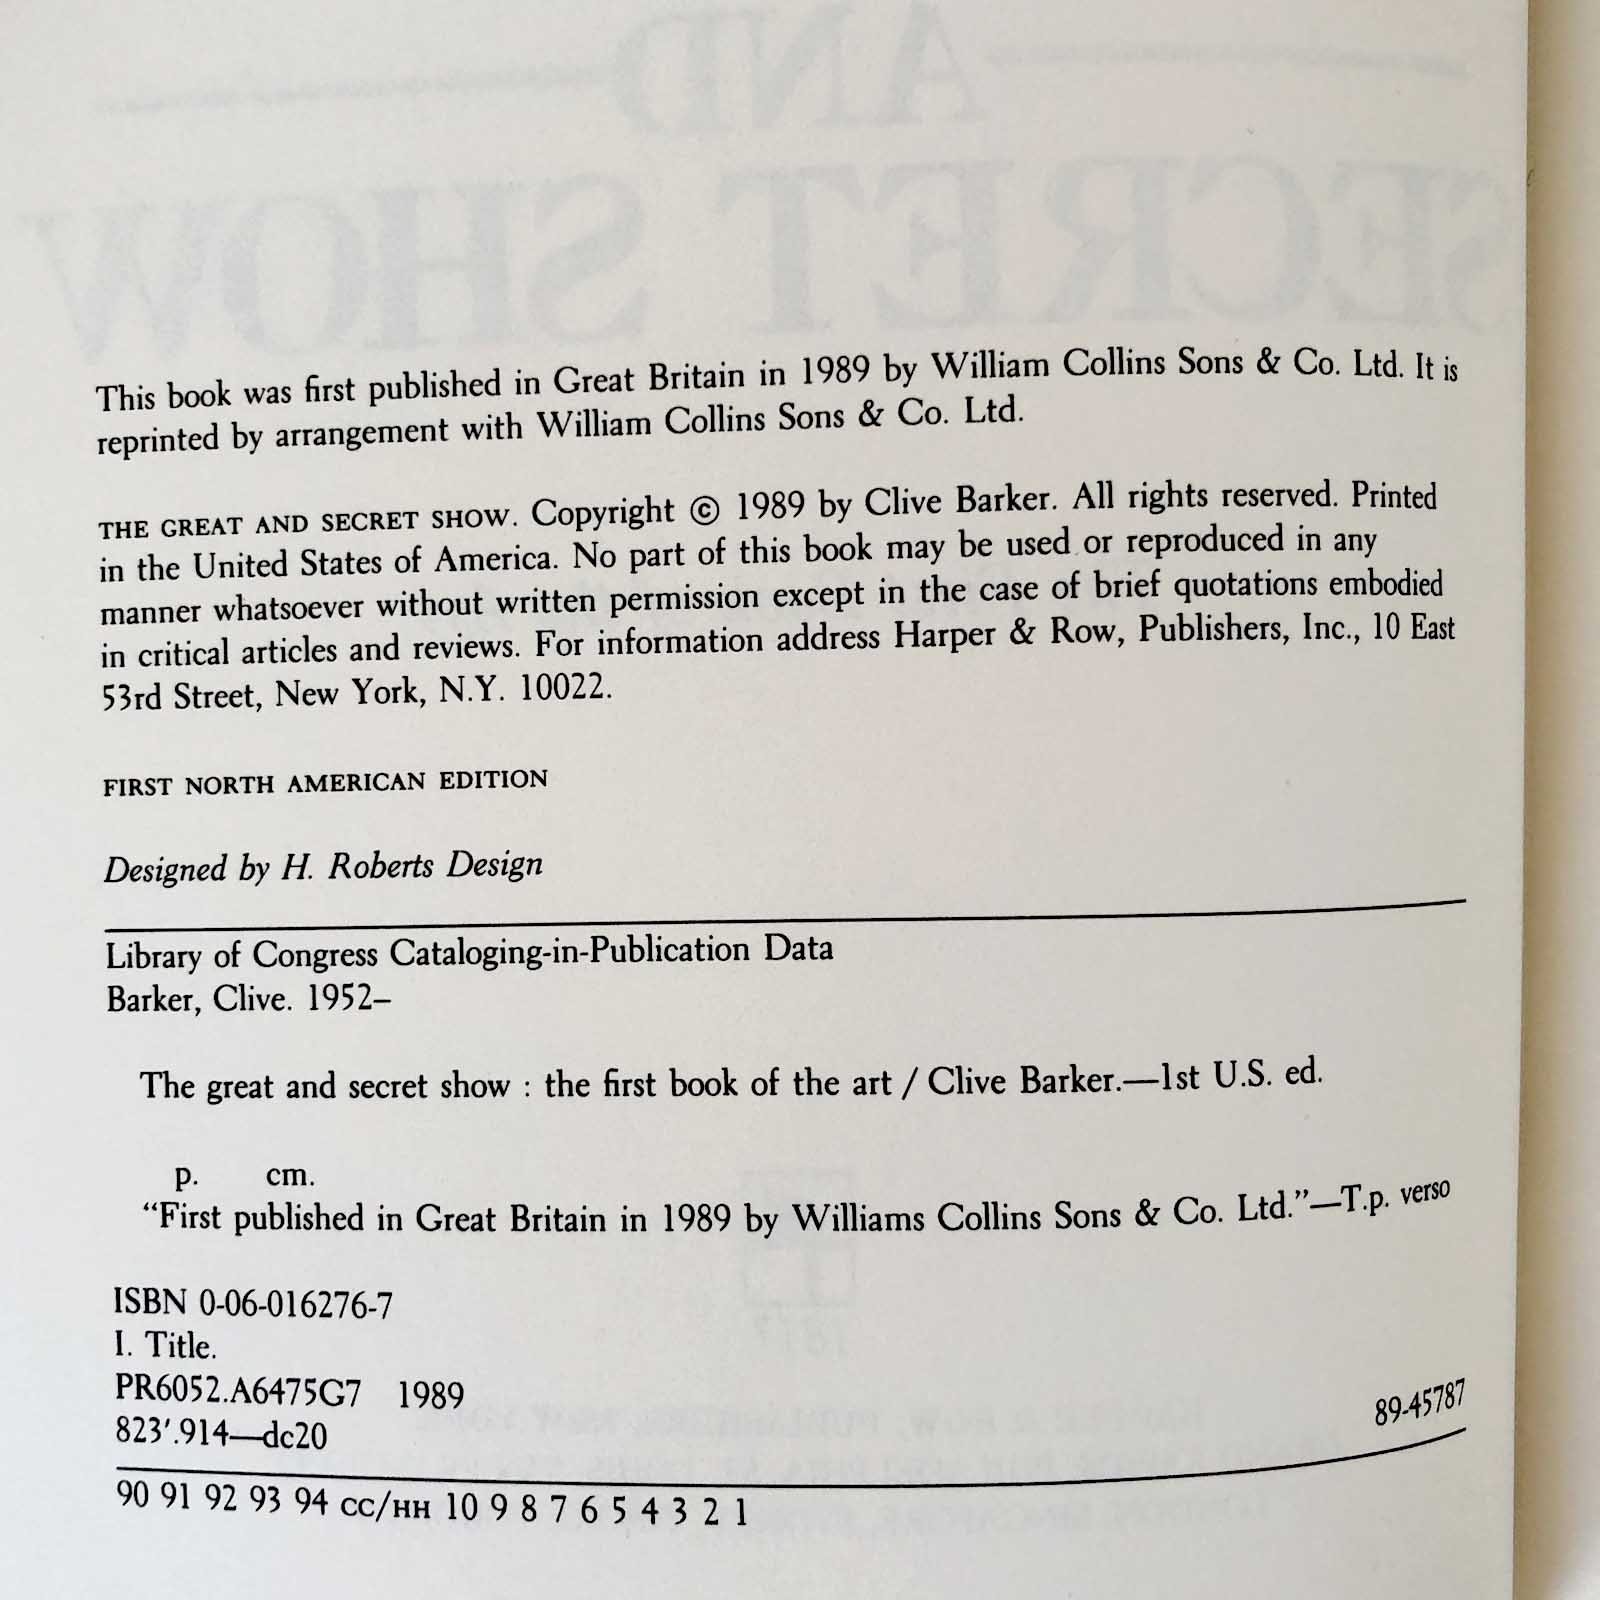 AND
SECRET SHOW
This book was first published in Great Britain in 1989 by William Collins Sons & Co. Ltd. It is
reprinted by arrangement with William Collins Sons & Co. Ltd.
THE GREAT AND SECRET SHOW. Copyright © 1989 by Clive Barker. All rights reserved. Printed
in the United States of America. No part of this book may be used or reproduced in any
manner whatsoever without written permission except in the case of brief quotations embodied
in critical articles and reviews. For information address Harper & Row, Publishers, Inc., 10 East
53rd Street, New York, N.Y. 10022.
FIRST NORTH AMERICAN EDITION
Designed by H. Roberts Design
Library of Congress Cataloging-in-Publication Data
Barker, Clive. 1952–
The great and secret show : the first book of the art / Clive Barker.—1st U.S. ed.
p. cm.
“First published in Great Britain in 1989 by Williams Collins Sons & Co. Ltd.”—T.p. verso
ISBN 0-06-016276-7
I. Title.
PR6052.A6475G7 1989
823′.914—dc20
89-45787
90 91 92 93 94 CC/HH 10 9 8 7 6 5 4 3 2 1